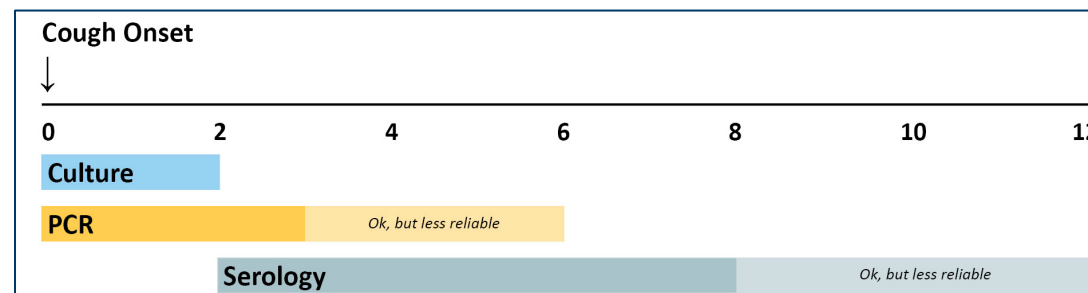 Cough Onset
↓
0 2 4 6 8 10 12
Culture
PCR Ok, but less reliable
Serology Ok, but less reliable